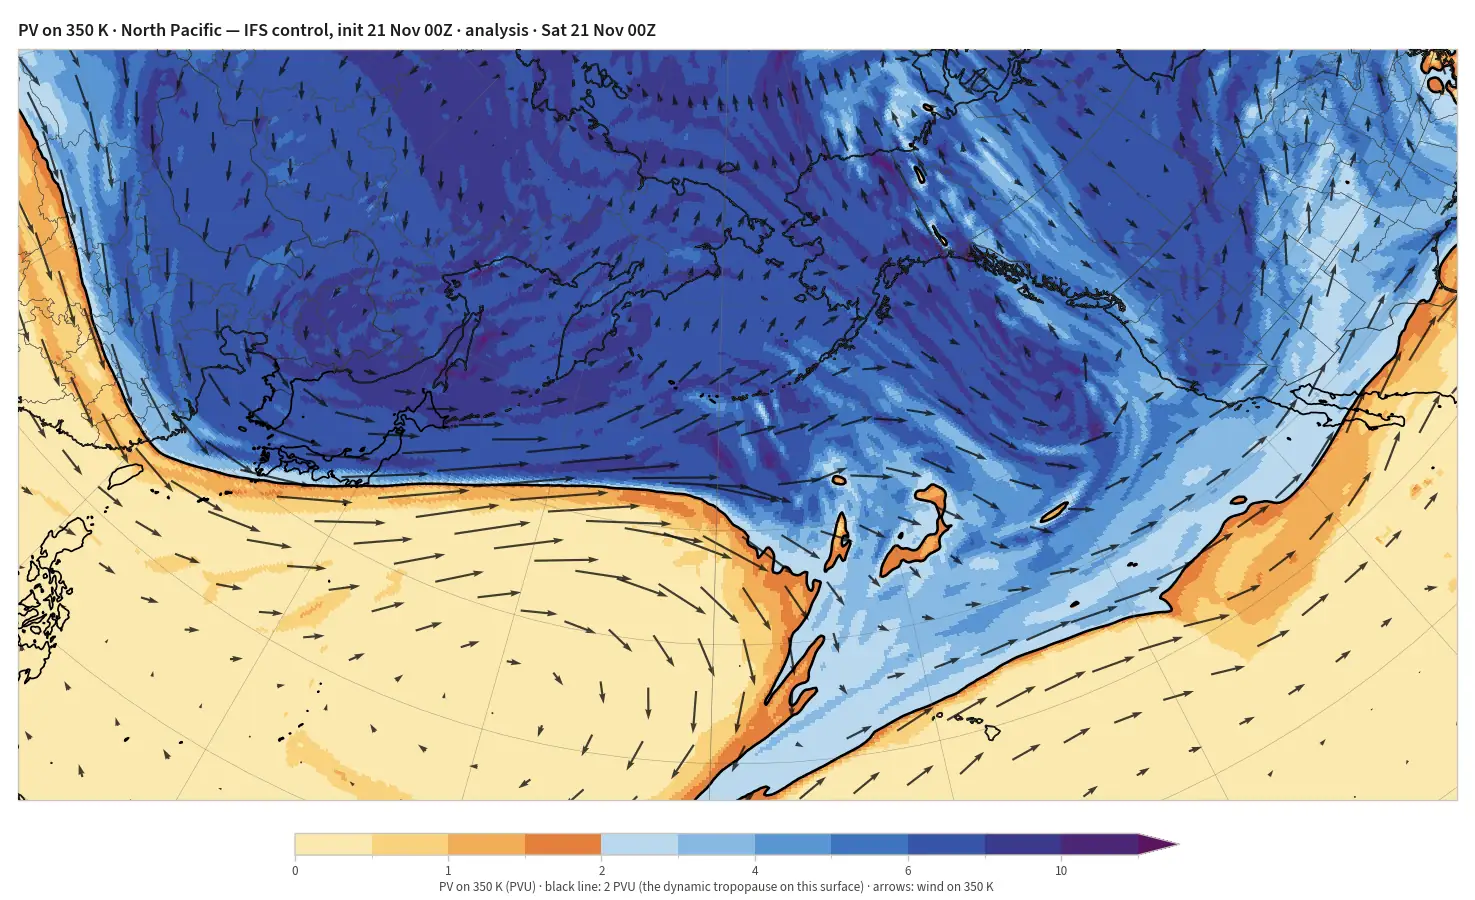 PV on 350 K · North Pacific — IFS control, init 21 Nov 00Z · analysis · Sat 21 Nov 00Z
0 1 2 4 6 10
PV on 350 K (PVU) · black line: 2 PVU (the dynamic tropopause on this surface) · arrows: wind on 350 K